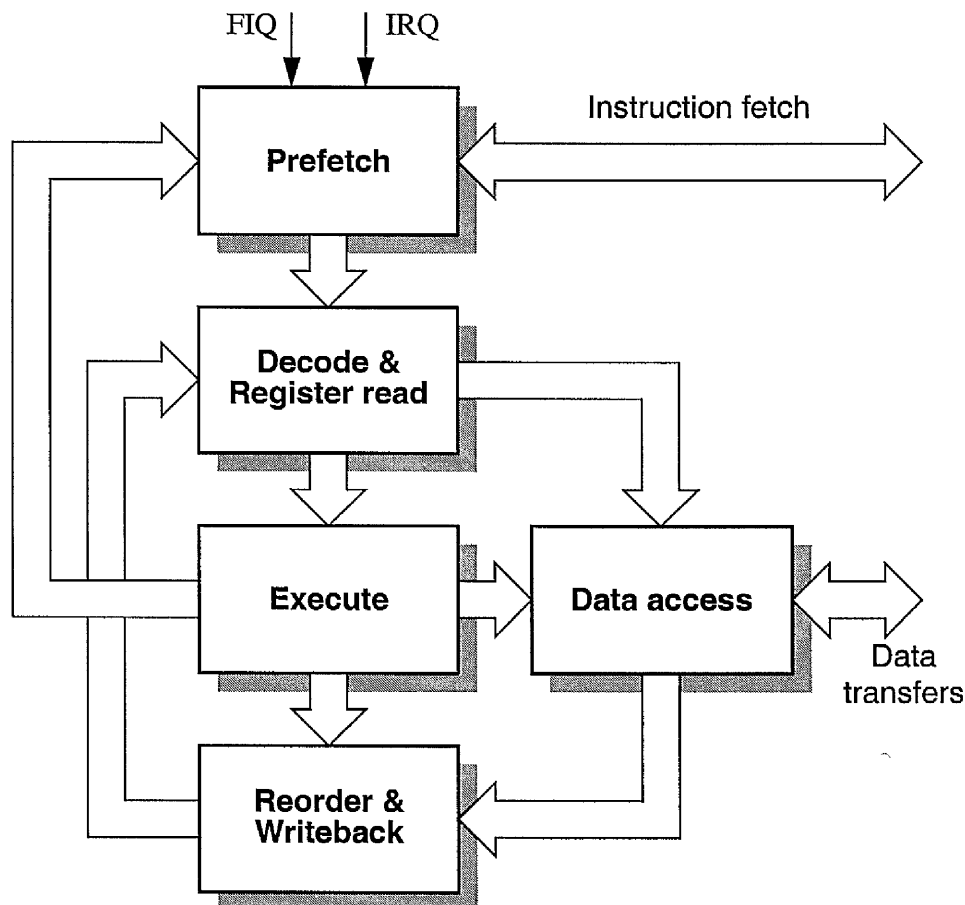 FIQ IRQ
Instruction fetch
Prefetch
Decode &
Register read
Execute
Data access
Data
transfers
Reorder &
Writeback